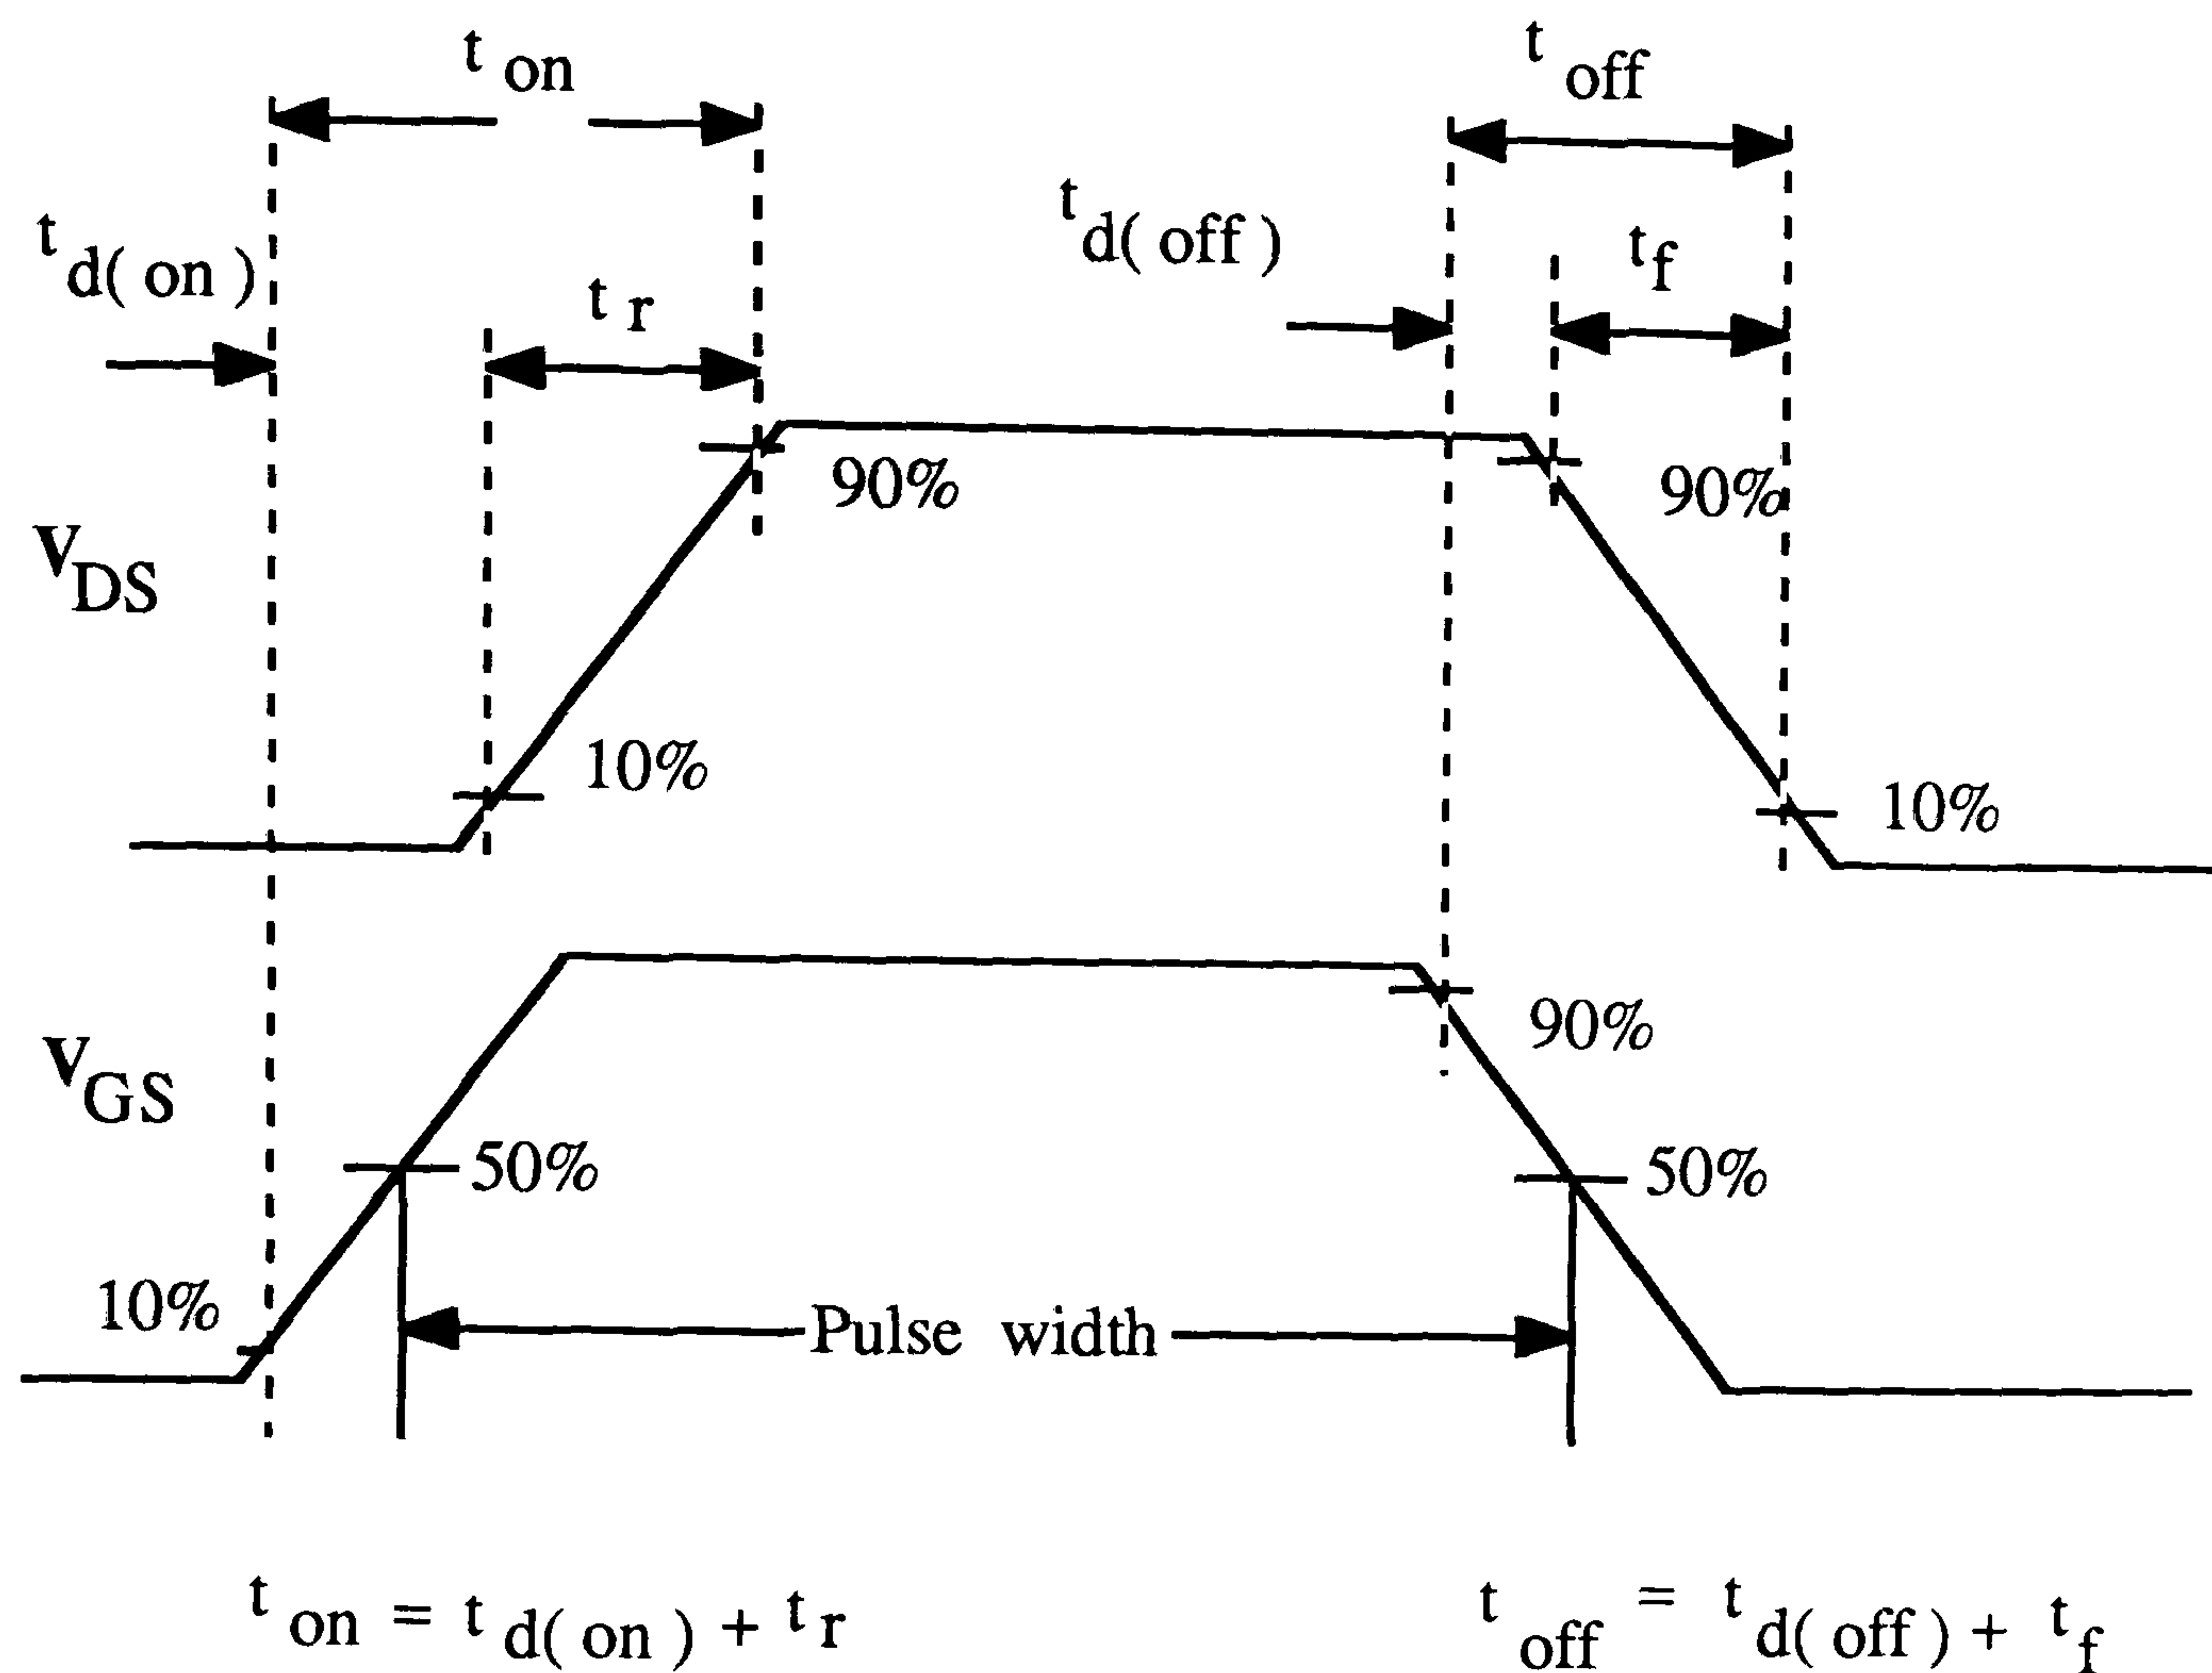 t on
t off
t d( on )
t r
t d( off )
t f
V DS
90%
90%
10%
10%
V GS
90%
50%
50%
10%
Pulse width
t on = t d( on ) + t r
t off = t d( off ) + t f